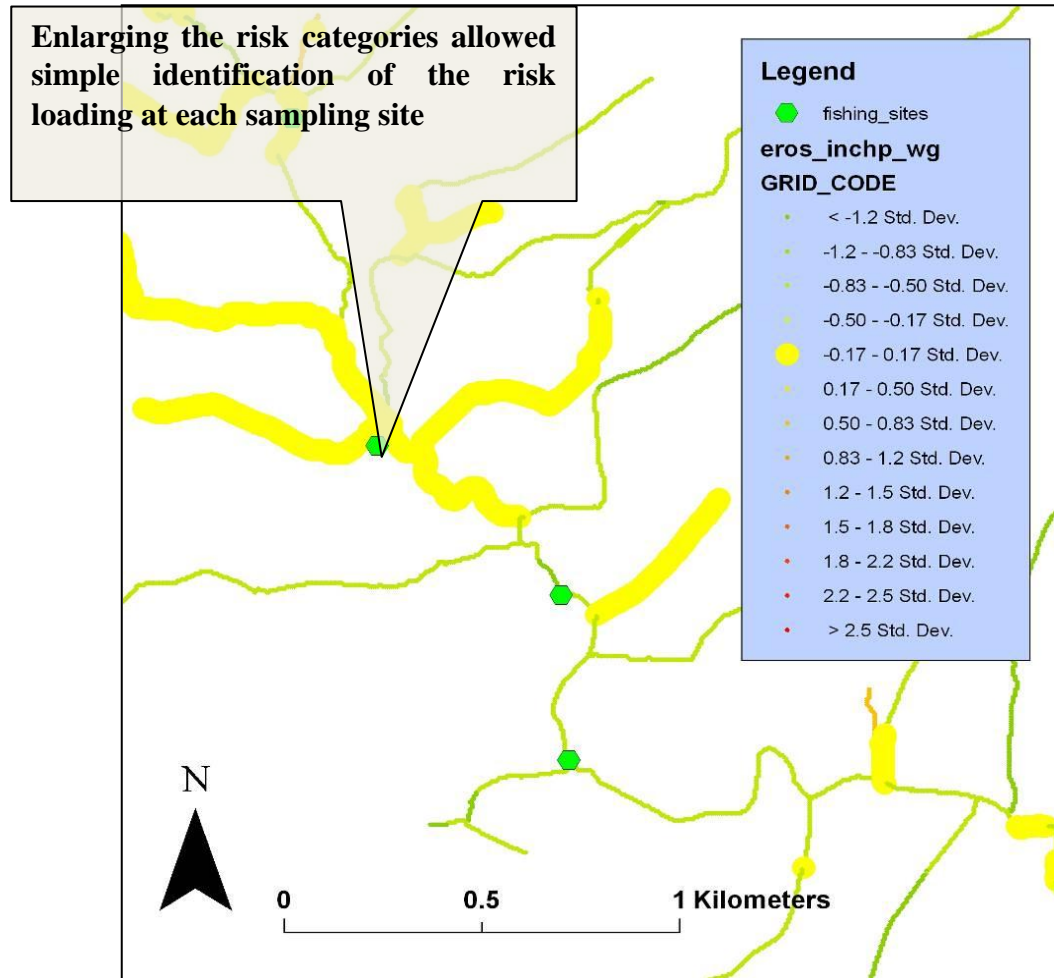 Enlarging the risk categories allowed
simple identification of the risk
loading at each sampling site
Legend
fishing_sites
eros_inchp_wg
GRID_CODE
< -1.2 Std. Dev.
-1.2 - -0.83 Std. Dev.
-0.83 - -0.50 Std. Dev.
-0.50 - -0.17 Std. Dev.
-0.17 - 0.17 Std. Dev.
0.17 - 0.50 Std. Dev.
0.50 - 0.83 Std. Dev.
0.83 - 1.2 Std. Dev.
1.2 - 1.5 Std. Dev.
1.5 - 1.8 Std. Dev.
1.8 - 2.2 Std. Dev.
2.2 - 2.5 Std. Dev.
> 2.5 Std. Dev.
N
0 0.5 1 Kilometers